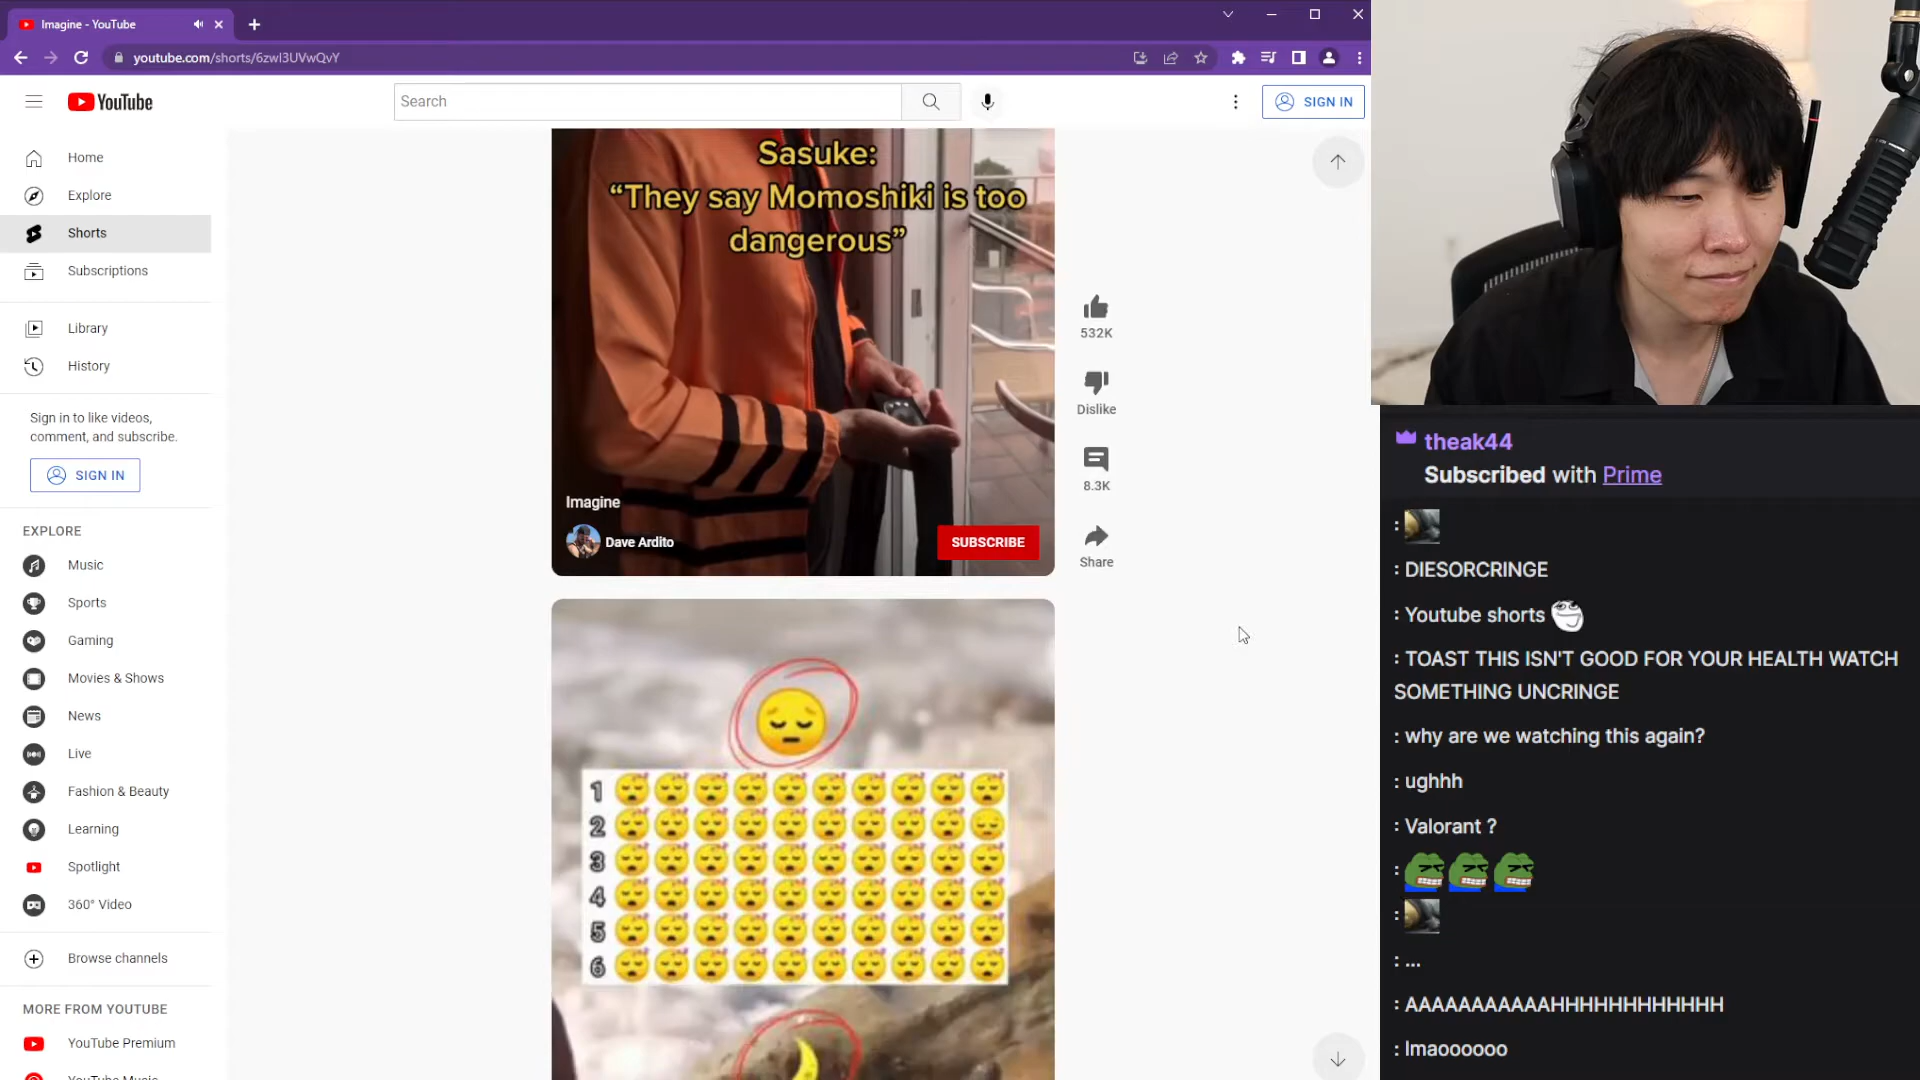 Imagine - YouTube
youtube.com/shorts/6zwl3UVwQvY
YouTube
Search
SIGN IN
Home
Explore
Shorts
Subscriptions
Library
History
Sign in to like videos,
comment, and subscribe.
SIGN IN
EXPLORE
Music
Sports
Gaming
Movies & Shows
News
Live
Fashion & Beauty
Learning
Spotlight
360° Video
Browse channels
MORE FROM YOUTUBE
YouTube Premium
YouTube Music
Sasuke:
“They say Momoshiki is too
dangerous”
Imagine
Dave Ardito
SUBSCRIBE
532K
Dislike
8.3K
Share
1
2
3
4
5
6
theak44
Subscribed with Prime
:
: DIESORCRINGE
: Youtube shorts
: TOAST THIS ISN'T GOOD FOR YOUR HEALTH WATCH
SOMETHING UNCRINGE
: why are we watching this again?
: ughhh
: Valorant ?
:
:
: ...
: AAAAAAAAAAAHHHHHHHHHHHH
: lmaoooooo